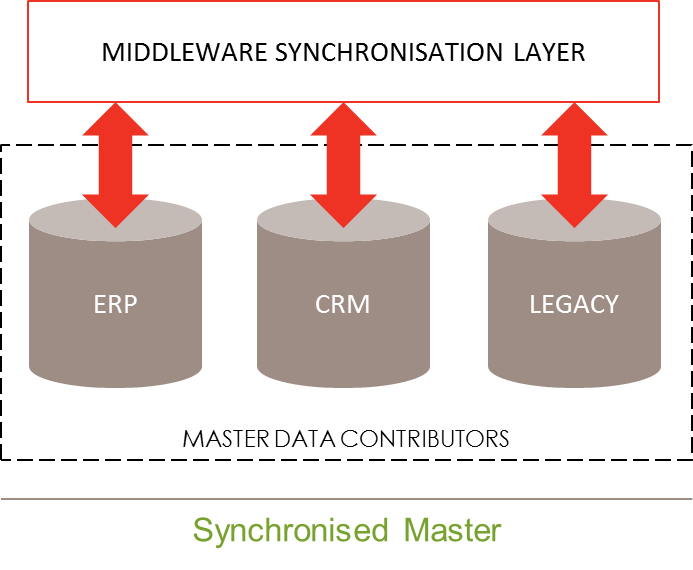 MIDDLEWARE SYNCHRONISATION LAYER
ERP
CRM
LEGACY
MASTER DATA CONTRIBUTORS
Synchronised Master